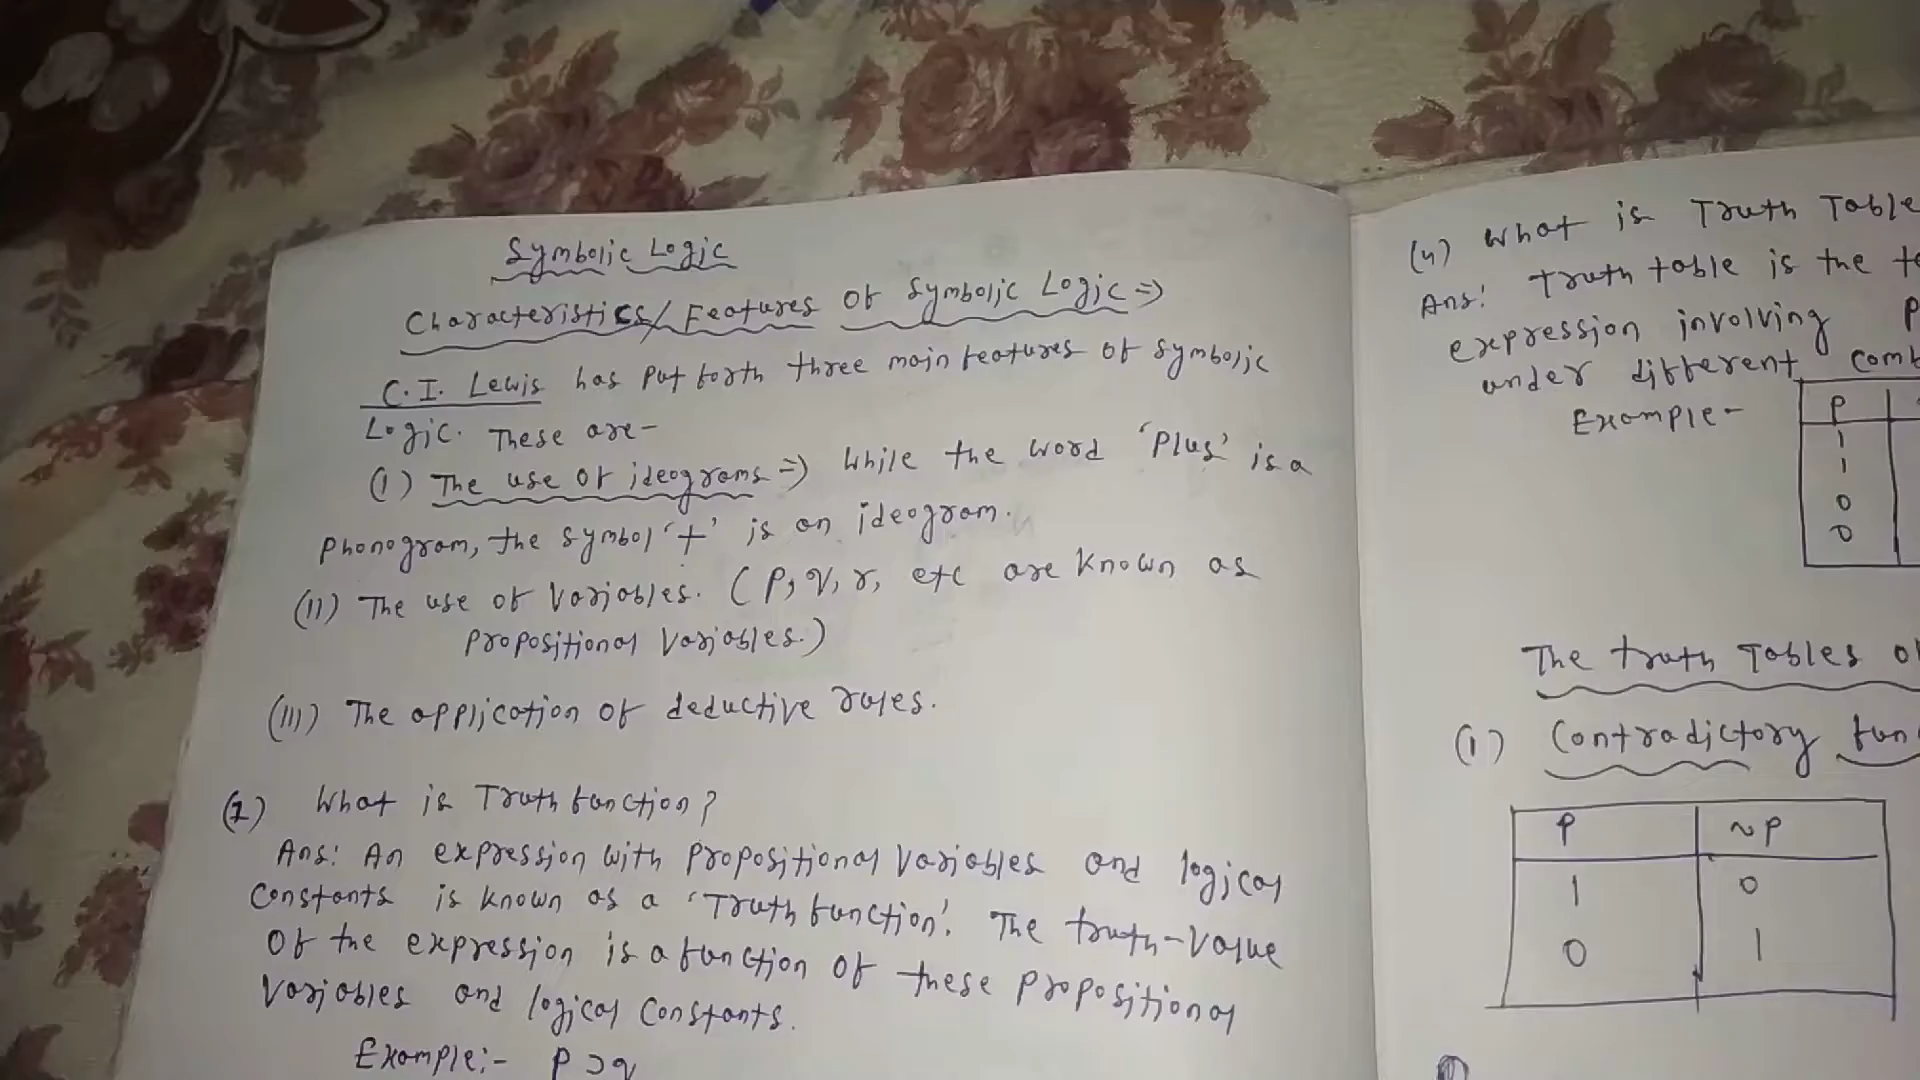 Symbolic Logic
Characteristics/Features Of Symbolic Logic ⇒
C.I. Lewis has put forth three main features of symbolic
Logic. These are-
(I) The use of ideograms ⇒ While the word 'Plus' is a
Phonogram, the symbol '+' is an ideogram.
(II) The use of Variables. (P, q, r, etc are known as
Propositional Variables.)
(III) The application of deductive rules.
(2) What is Truth function?
Ans: An expression with Propositional Variables and logical
Constants is known as a 'Truth function'. The truth-Value
Of the expression is a function of these Propositional
Variables and logical Constants.
Example:- P ⊃ q
(4) What is Truth Table
Ans: Truth table is the
expression involving P
under different
Example-
P
1
1
0
0
The truth Tables
(1) Contradictory
P ~P
1 0
0 1